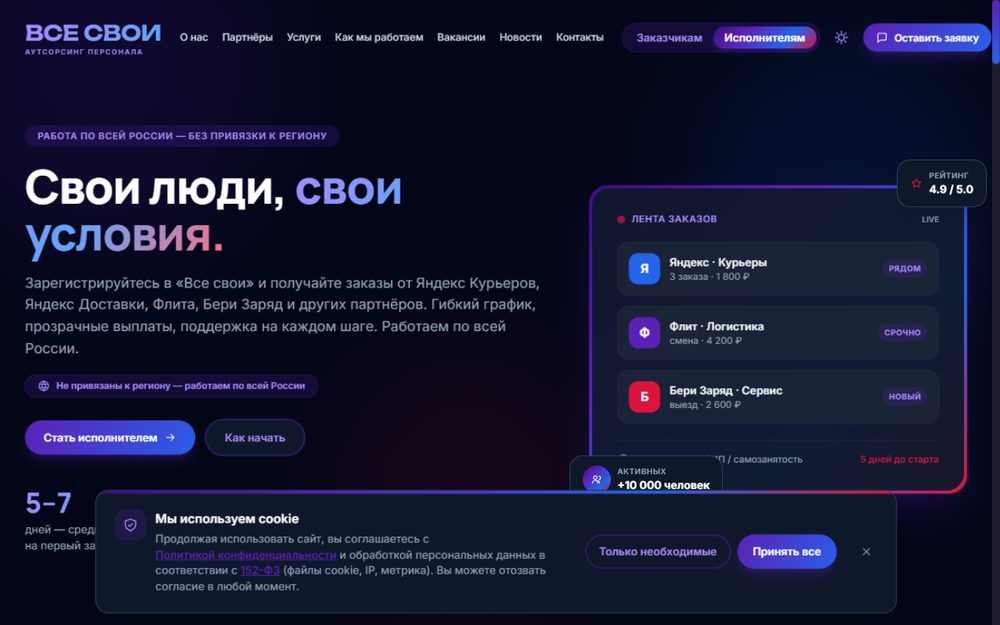 ВСЕ СВОИ
АУТСОРСИНГ ПЕРСОНАЛА
О нас
Партнёры
Услуги
Как мы работаем
Вакансии
Новости
Контакты
Заказчикам
Исполнителям
Оставить заявку
РАБОТА ПО ВСЕЙ РОССИИ — БЕЗ ПРИВЯЗКИ К РЕГИОНУ
Свои люди, свои
условия.
Зарегистрируйтесь в «Все свои» и получайте заказы от Яндекс Курьеров,
Яндекс Доставки, Флита, Бери Заряд и других партнёров. Гибкий график,
прозрачные выплаты, поддержка на каждом шаге. Работаем по всей
России.
Не привязаны к региону — работаем по всей России
Стать исполнителем →
Как начать
5–7
дней — сред
на первый за
РЕЙТИНГ
4.9 / 5.0
ЛЕНТА ЗАКАЗОВ
LIVE
Я
Яндекс · Курьеры
3 заказа · 1 800 ₽
РЯДОМ
Ф
Флит · Логистика
смена · 4 200 ₽
СРОЧНО
Б
Бери Заряд · Сервис
выезд · 2 600 ₽
НОВЫЙ
/ самозанятость
5 дней до старта
АКТИВНЫХ
+10 000 человек
Мы используем cookie
Продолжая использовать сайт, вы соглашаетесь с
Политикой конфиденциальности и обработкой персональных данных в
соответствии с 152-ФЗ (файлы cookie, IP, метрика). Вы можете отозвать
согласие в любой момент.
Только необходимые
Принять все